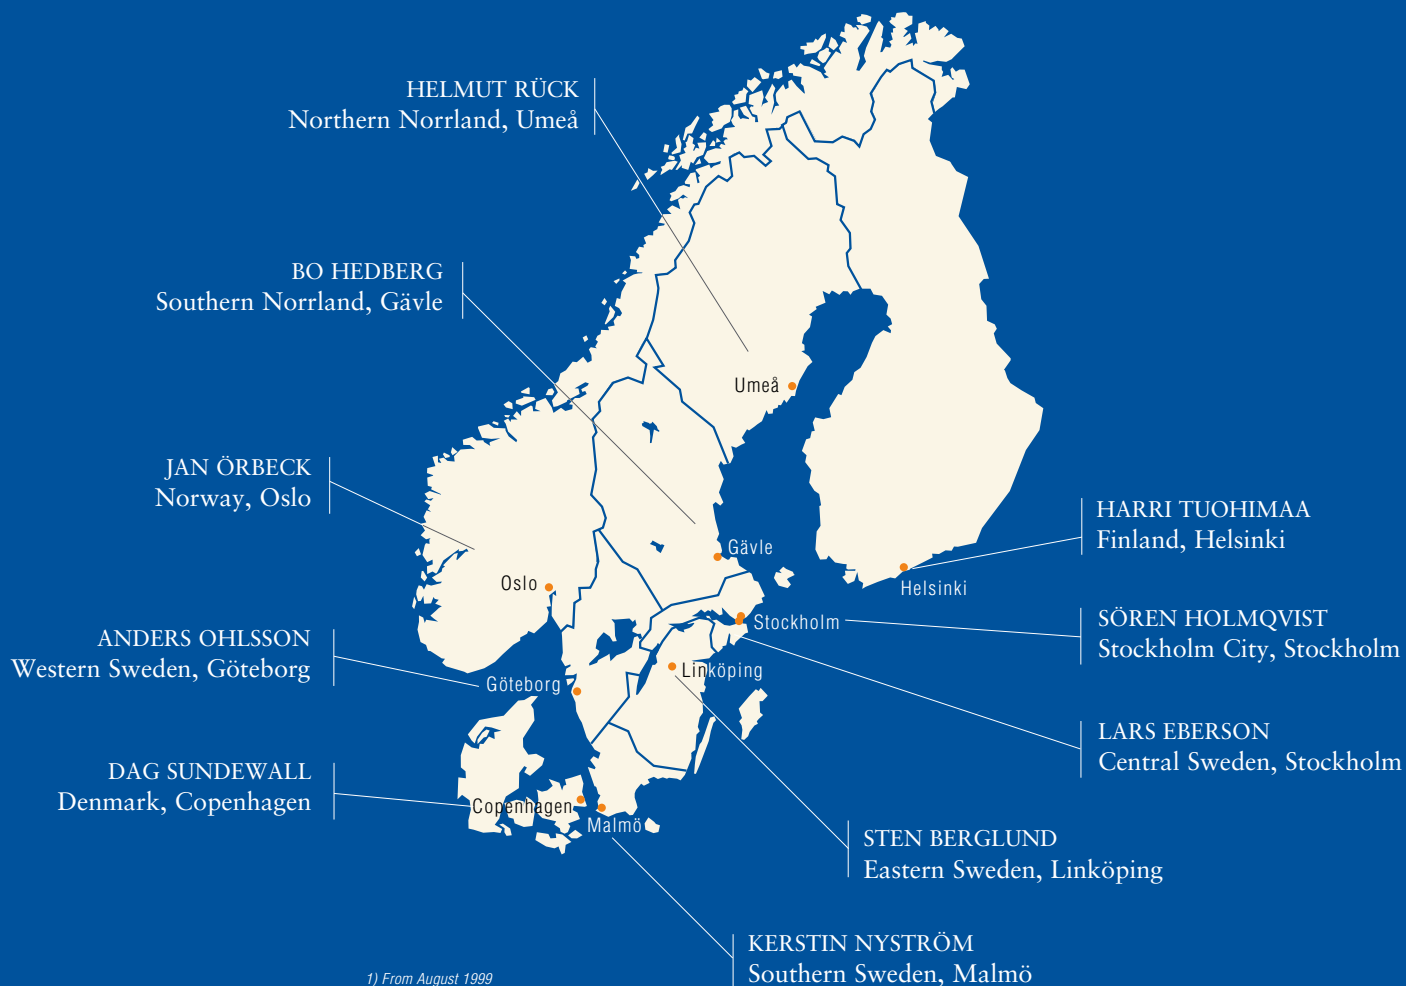 HELMUT RÜCK
Northern Norrland, Umeå
BO HEDBERG
Southern Norrland, Gävle
JAN ÖRBECK
Norway, Oslo
ANDERS OHLSSON
Western Sweden, Göteborg
DAG SUNDEWALL
Denmark, Copenhagen
Umeå
Gävle
Oslo
Helsinki
Stockholm
Linköping
Göteborg
Copenhagen
Malmö
HARRI TUOHIMAA
Finland, Helsinki
SÖREN HOLMQVIST
Stockholm City, Stockholm
LARS EBERSON
Central Sweden, Stockholm
STEN BERGLUND
Eastern Sweden, Linköping
KERSTIN NYSTRÖM
Southern Sweden, Malmö
1) From August 1999